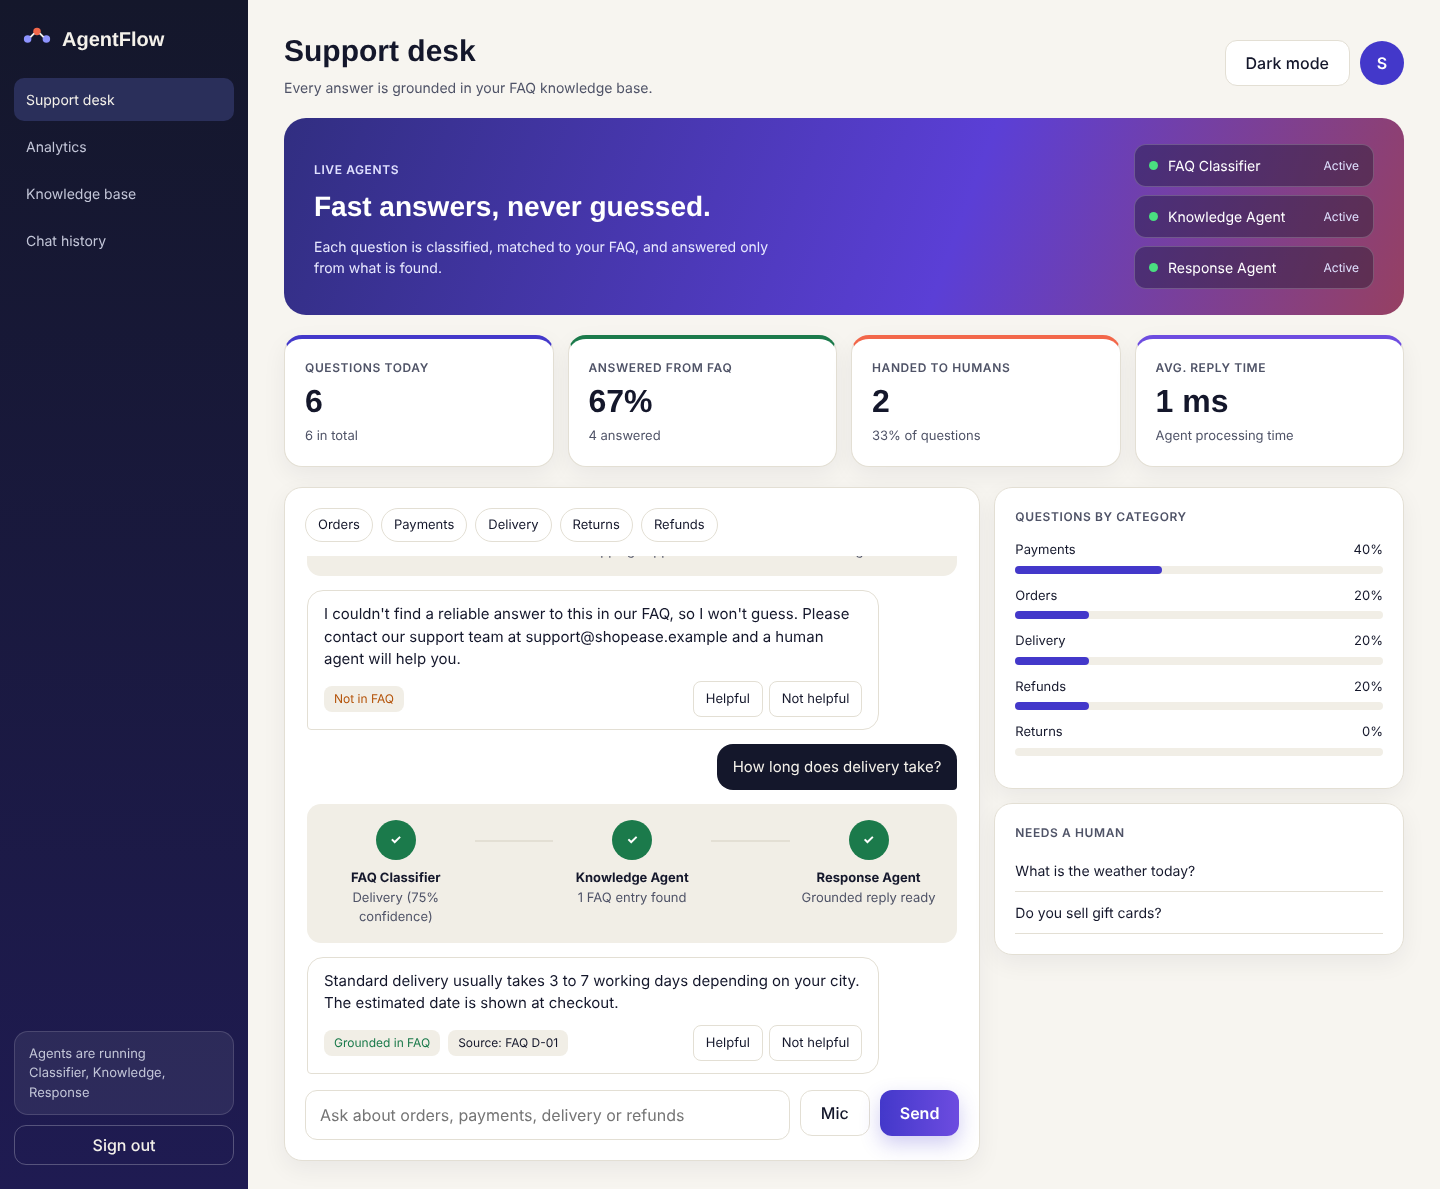 AgentFlow
Support desk
Analytics
Knowledge base
Chat history
Agents are running
Classifier, Knowledge,
Response
Sign out
Support desk
Every answer is grounded in your FAQ knowledge base.
Dark mode
S
LIVE AGENTS
Fast answers, never guessed.
Each question is classified, matched to your FAQ, and answered only
from what is found.
FAQ Classifier Active
Knowledge Agent Active
Response Agent Active
QUESTIONS TODAY
6
6 in total
ANSWERED FROM FAQ
67%
4 answered
HANDED TO HUMANS
2
33% of questions
AVG. REPLY TIME
1 ms
Agent processing time
Orders Payments Delivery Returns Refunds
I couldn't find a reliable answer to this in our FAQ, so I won't guess. Please
contact our support team at support@shopease.example and a human
agent will help you.
Not in FAQ Helpful Not helpful
How long does delivery take?
FAQ Classifier
Delivery (75%
confidence)
Knowledge Agent
1 FAQ entry found
Response Agent
Grounded reply ready
Standard delivery usually takes 3 to 7 working days depending on your city.
The estimated date is shown at checkout.
Grounded in FAQ Source: FAQ D-01 Helpful Not helpful
Ask about orders, payments, delivery or refunds
Mic
Send
QUESTIONS BY CATEGORY
Payments 40%
Orders 20%
Delivery 20%
Refunds 20%
Returns 0%
NEEDS A HUMAN
What is the weather today?
Do you sell gift cards?